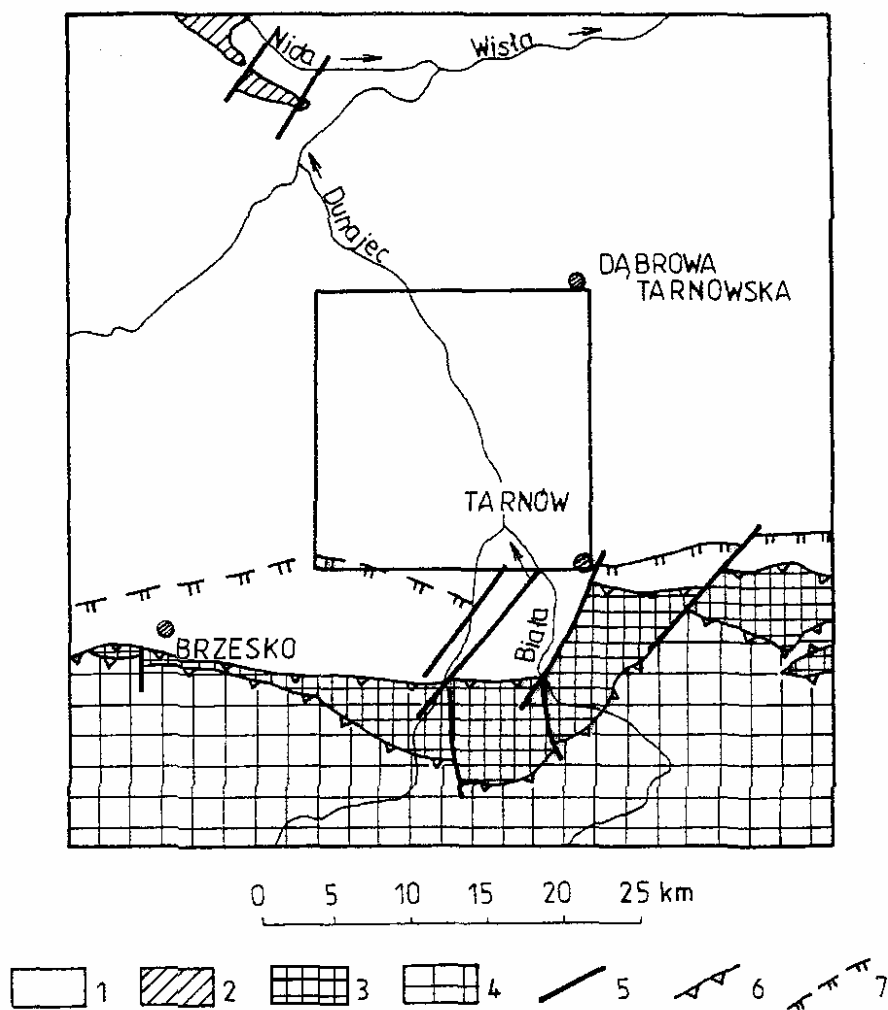 Nida
Wisła
Dunajec
DĄBROWA
TARNOWSKA
TARNÓW
Biała
BRZESKO
0 5 10 15 20 25 km
1 2 3 4 5 6 7